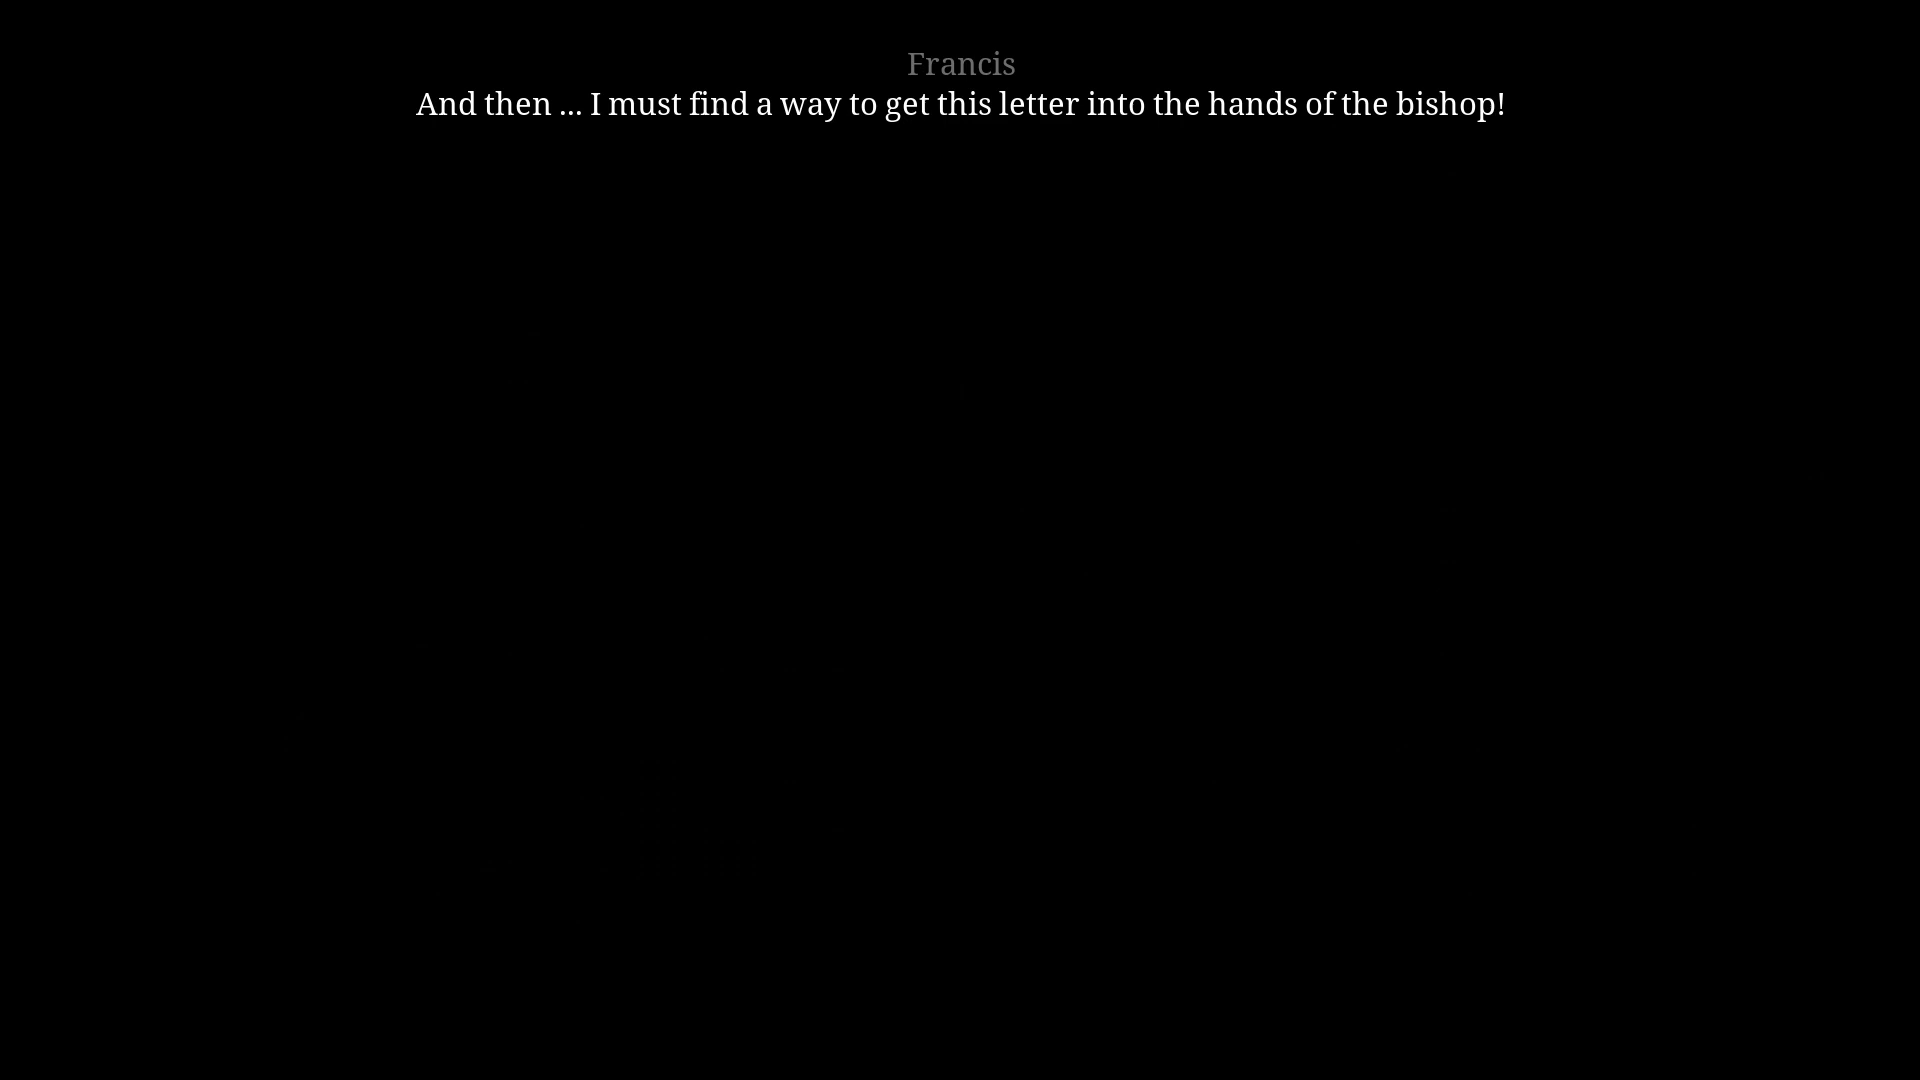 Francis
And then ... I must find a way to get this letter into the hands of the bishop!